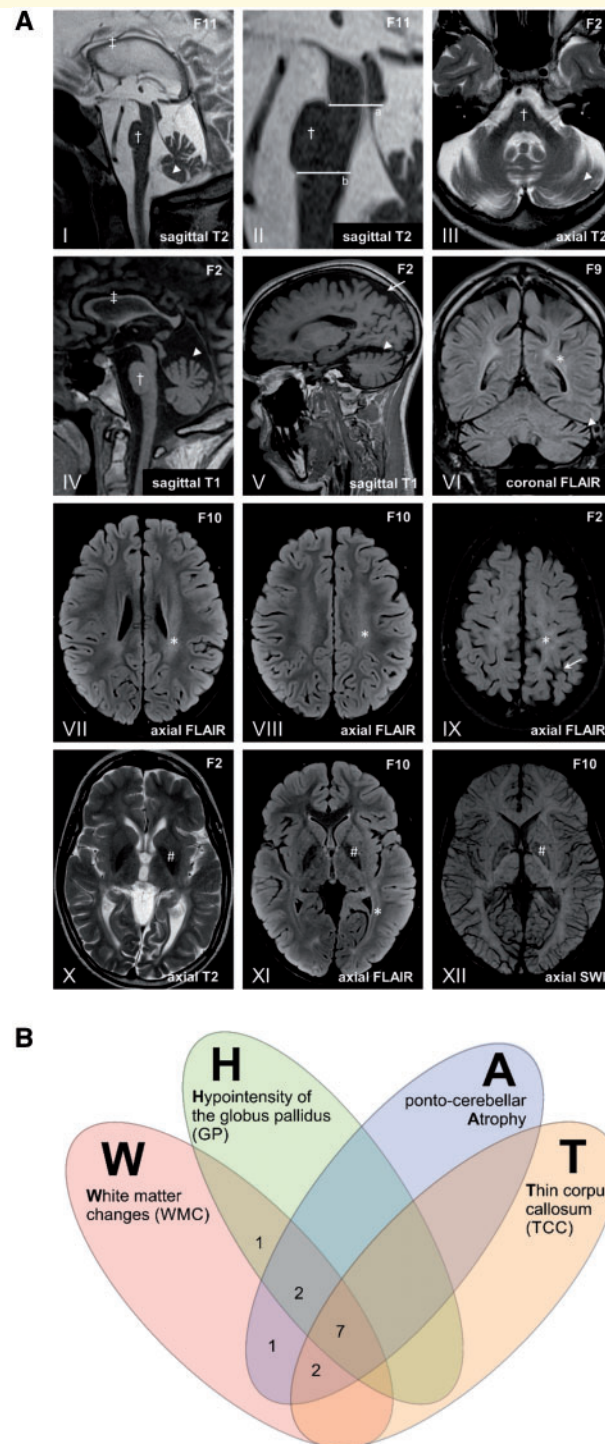 A
F11
‡
†
I
sagittal T2
F11
a
†
b
II
sagittal T2
F2
†
III
axial T2
F2
‡
†
IV
sagittal T1
F2
V
sagittal T1
F9
*
VI
coronal FLAIR
F10
*
VII
axial FLAIR
F10
*
VIII
axial FLAIR
F2
*
IX
axial FLAIR
F2
#
X
axial T2
F10
#
*
XI
axial FLAIR
F10
#
XII
axial SWI
B
W
White matter
changes (WMC)
H
Hypointensity of
the globus pallidus
(GP)
A
ponto-cerebellar
Atrophy
T
Thin corpu
callosum
(TCC)
1
2
7
1
2